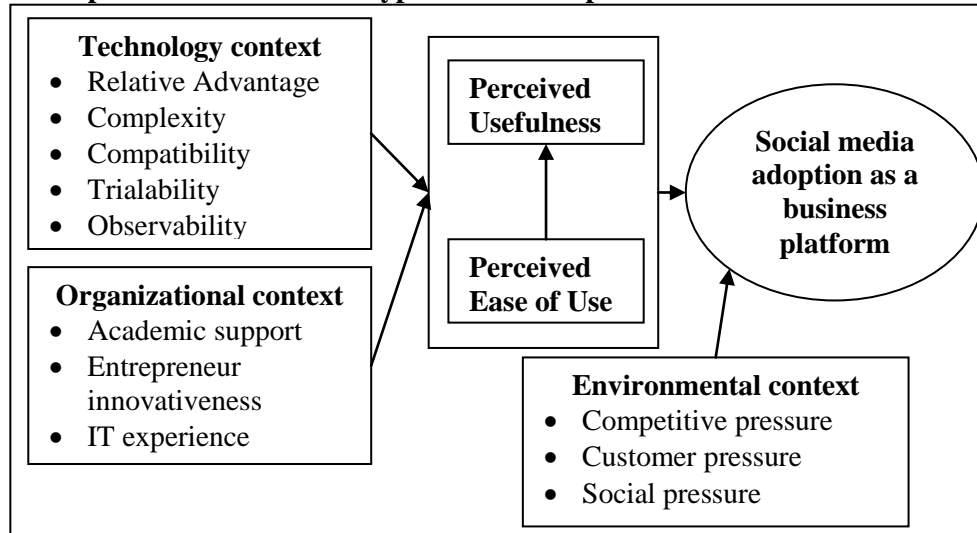 Technology context
• Relative Advantage
• Complexity
• Compatibility
• Trialability
• Observability
Organizational context
• Academic support
• Entrepreneur
innovativeness
• IT experience
Perceived
Usefulness
Perceived
Ease of Use
Social media
adoption as a
business
platform
Environmental context
• Competitive pressure
• Customer pressure
• Social pressure